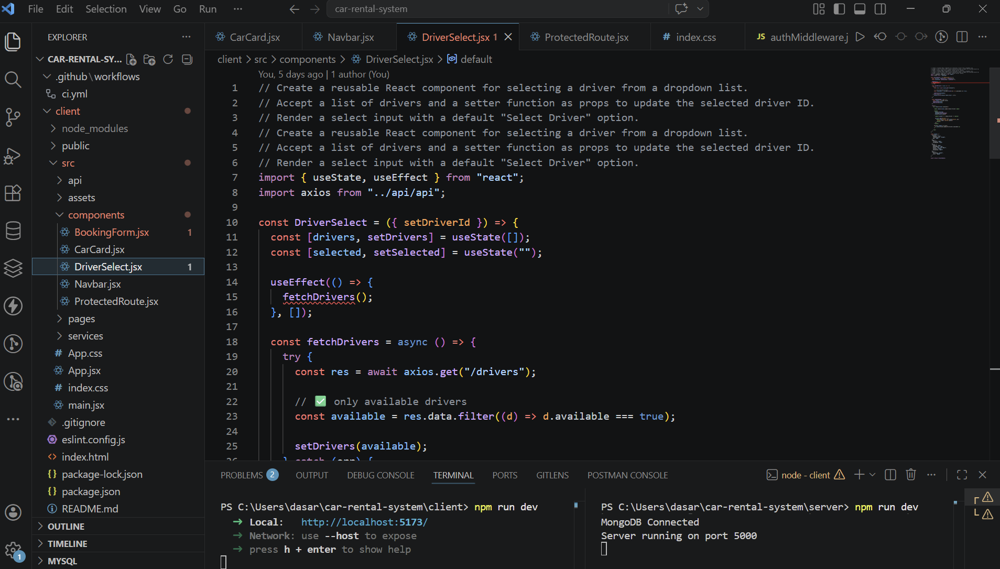 File Edit Selection View Go Run ··· car-rental-system
EXPLORER ···
CAR-RENTAL-SY...
.github\workflows
ci.yml
client
node_modules
public
src
api
assets
components
BookingForm.jsx 1
CarCard.jsx
DriverSelect.jsx 1
Navbar.jsx
ProtectedRoute.jsx
pages
services
# App.css
App.jsx
# index.css
main.jsx
.gitignore
eslint.config.js
<> index.html
{} package-lock.json
{} package.json
README.md
OUTLINE
TIMELINE
MYSQL
1
CarCard.jsx Navbar.jsx DriverSelect.jsx 1 ProtectedRoute.jsx # index.css JS authMiddleware.j ···
client > src > components > DriverSelect.jsx > default
You, 5 days ago | 1 author (You)
1 // Create a reusable React component for selecting a driver from a dropdown list.
2 // Accept a list of drivers and a setter function as props to update the selected driver ID.
3 // Render a select input with a default "Select Driver" option.
4 // Create a reusable React component for selecting a driver from a dropdown list.
5 // Accept a list of drivers and a setter function as props to update the selected driver ID.
6 // Render a select input with a default "Select Driver" option.
7 import { useState, useEffect } from "react";
8 import axios from "../api/api";
9
10 const DriverSelect = ({ setDriverId }) => {
11 const [drivers, setDrivers] = useState([]);
12 const [selected, setSelected] = useState("");
13
14 useEffect(() => {
15 fetchDrivers();
16 }, []);
17
18 const fetchDrivers = async () => {
19 try {
20 const res = await axios.get("/drivers");
21
22 // ✅ only available drivers
23 const available = res.data.filter((d) => d.available === true);
24
25 setDrivers(available);
26 } catch (err) {
PROBLEMS 2 OUTPUT DEBUG CONSOLE TERMINAL PORTS GITLENS POSTMAN CONSOLE node - client ···
PS C:\Users\dasar\car-rental-system\client> npm run dev
➜ Local: http://localhost:5173/
➜ Network: use --host to expose
➜ press h + enter to show help
PS C:\Users\dasar\car-rental-system\server> npm run dev
MongoDB Connected
Server running on port 5000